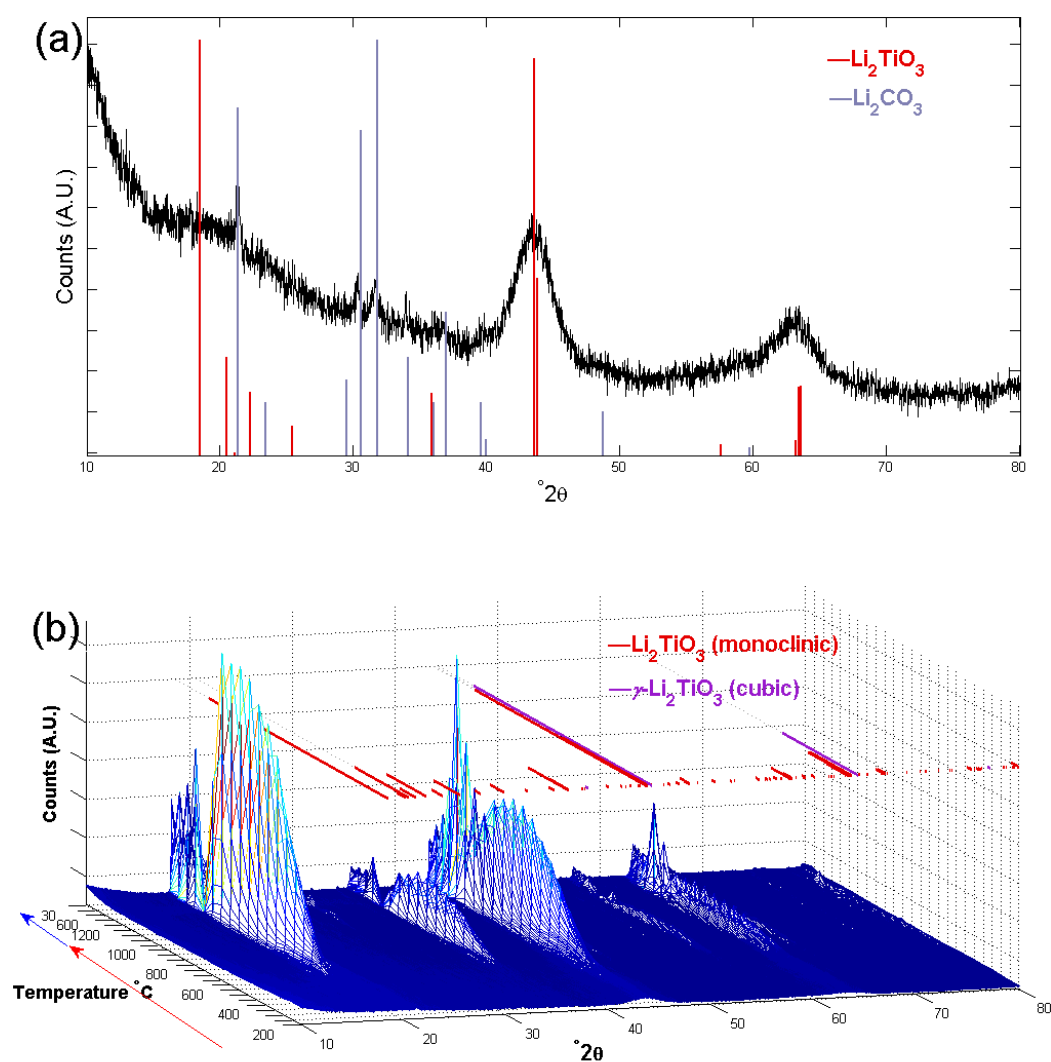 (a)
—Li₂TiO₃
—Li₂CO₃
Counts (A.U.)
10 20 30 40 50 60 70 80
°2θ
(b)
—Li₂TiO₃ (monoclinic)
—γ-Li₂TiO₃ (cubic)
Counts (A.U.)
30
600
1200
1000
800
600
400
200
Temperature °C
10 20 30 40 50 60 70 80
°2θ